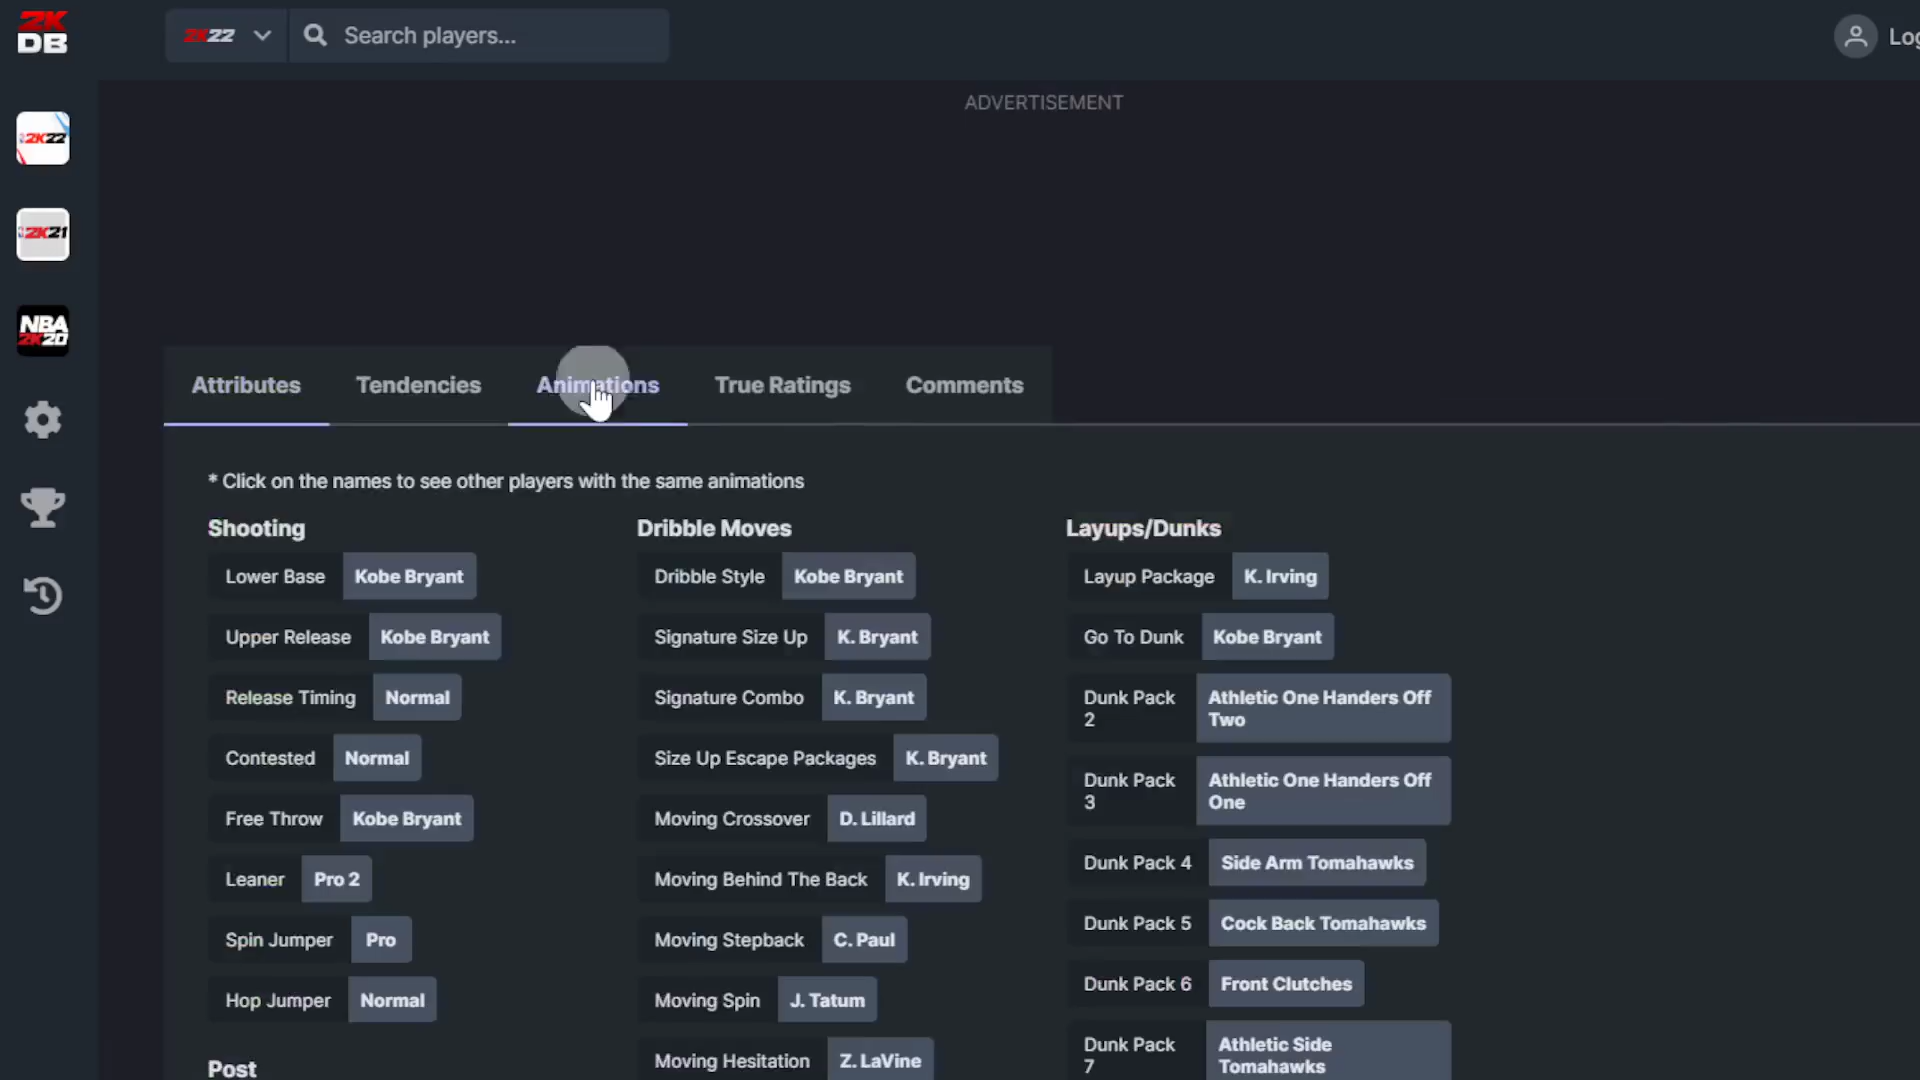 2K
DB
2K22
Search players...
Log
2K22
2K21
NBA
2K20
ADVERTISEMENT
Attributes
Tendencies
Animations
True Ratings
Comments
* Click on the names to see other players with the same animations
Shooting
Lower Base Kobe Bryant
Upper Release Kobe Bryant
Release Timing Normal
Contested Normal
Free Throw Kobe Bryant
Leaner Pro 2
Spin Jumper Pro
Hop Jumper Normal
Post
Dribble Moves
Dribble Style Kobe Bryant
Signature Size Up K. Bryant
Signature Combo K. Bryant
Size Up Escape Packages K. Bryant
Moving Crossover D. Lillard
Moving Behind The Back K. Irving
Moving Stepback C. Paul
Moving Spin J. Tatum
Moving Hesitation Z. LaVine
Layups/Dunks
Layup Package K. Irving
Go To Dunk Kobe Bryant
Dunk Pack
2
Athletic One Handers Off
Two
Dunk Pack
3
Athletic One Handers Off
One
Dunk Pack 4 Side Arm Tomahawks
Dunk Pack 5 Cock Back Tomahawks
Dunk Pack 6 Front Clutches
Dunk Pack
7
Athletic Side
Tomahawks